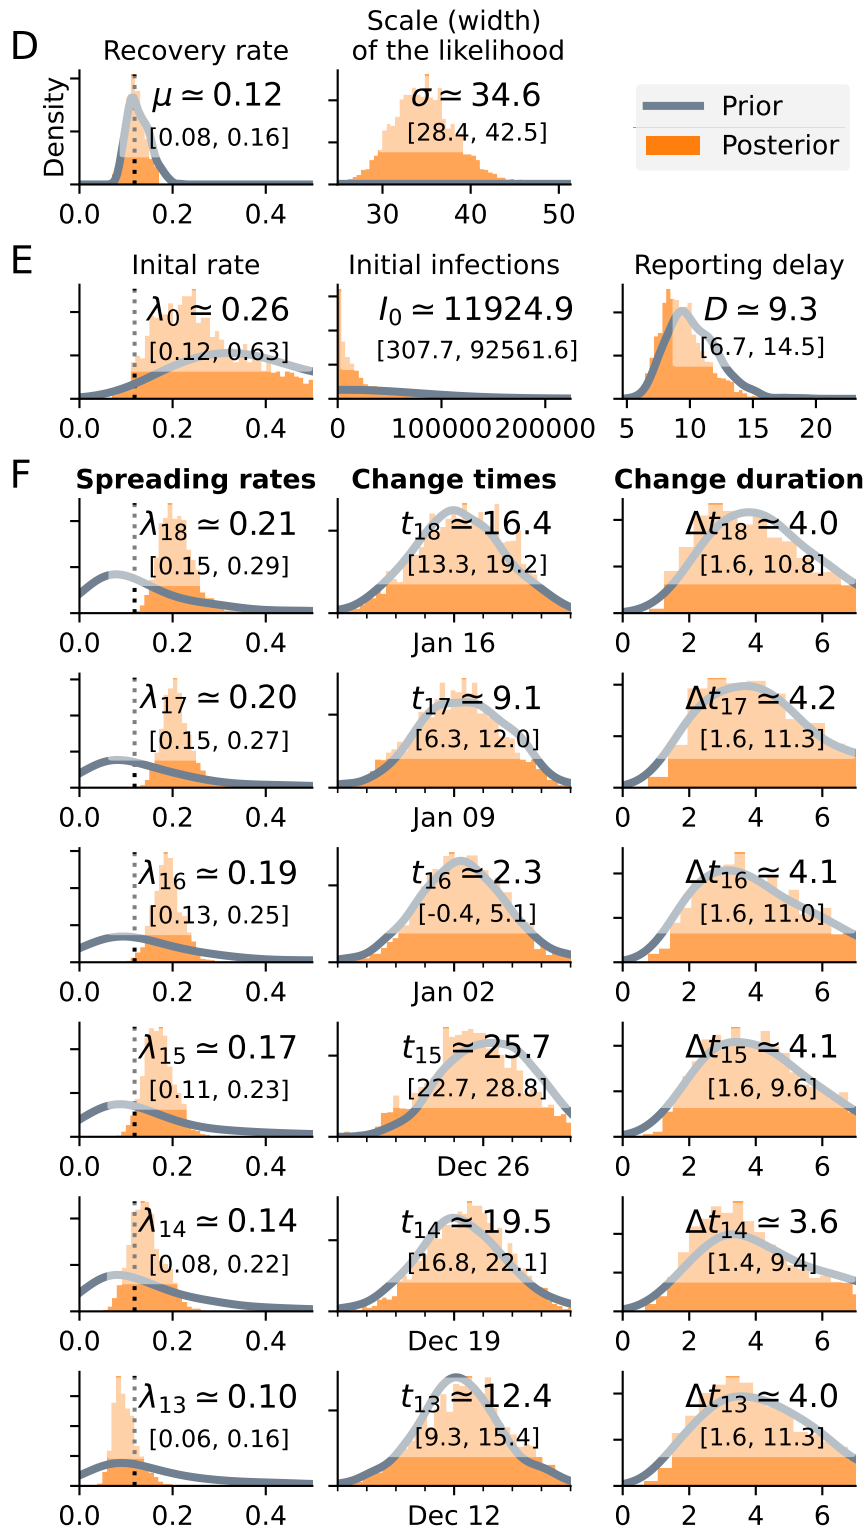 D
Recovery rate
Scale (width)
of the likelihood
Density
μ ≃ 0.12
[0.08, 0.16]
0.0 0.2 0.4
σ ≃ 34.6
[28.4, 42.5]
30 40 50
Prior
Posterior
E
Inital rate
λ0 ≃ 0.26
[0.12, 0.63]
0.0 0.2 0.4
Initial infections
I0 ≃ 11924.9
[307.7, 92561.6]
0 100000 200000
Reporting delay
D ≃ 9.3
[6.7, 14.5]
5 10 15 20
F
Spreading rates Change times Change duration
λ18 ≃ 0.21
[0.15, 0.29]
0.0 0.2 0.4
t18 ≃ 16.4
[13.3, 19.2]
Jan 16
Δt18 ≃ 4.0
[1.6, 10.8]
0 2 4 6
λ17 ≃ 0.20
[0.15, 0.27]
0.0 0.2 0.4
t17 ≃ 9.1
[6.3, 12.0]
Jan 09
Δt17 ≃ 4.2
[1.6, 11.3]
0 2 4 6
λ16 ≃ 0.19
[0.13, 0.25]
0.0 0.2 0.4
t16 ≃ 2.3
[-0.4, 5.1]
Jan 02
Δt16 ≃ 4.1
[1.6, 11.0]
0 2 4 6
λ15 ≃ 0.17
[0.11, 0.23]
0.0 0.2 0.4
t15 ≃ 25.7
[22.7, 28.8]
Dec 26
Δt15 ≃ 4.1
[1.6, 9.6]
0 2 4 6
λ14 ≃ 0.14
[0.08, 0.22]
0.0 0.2 0.4
t14 ≃ 19.5
[16.8, 22.1]
Dec 19
Δt14 ≃ 3.6
[1.4, 9.4]
0 2 4 6
λ13 ≃ 0.10
[0.06, 0.16]
0.0 0.2 0.4
t13 ≃ 12.4
[9.3, 15.4]
Dec 12
Δt13 ≃ 4.0
[1.6, 11.3]
0 2 4 6